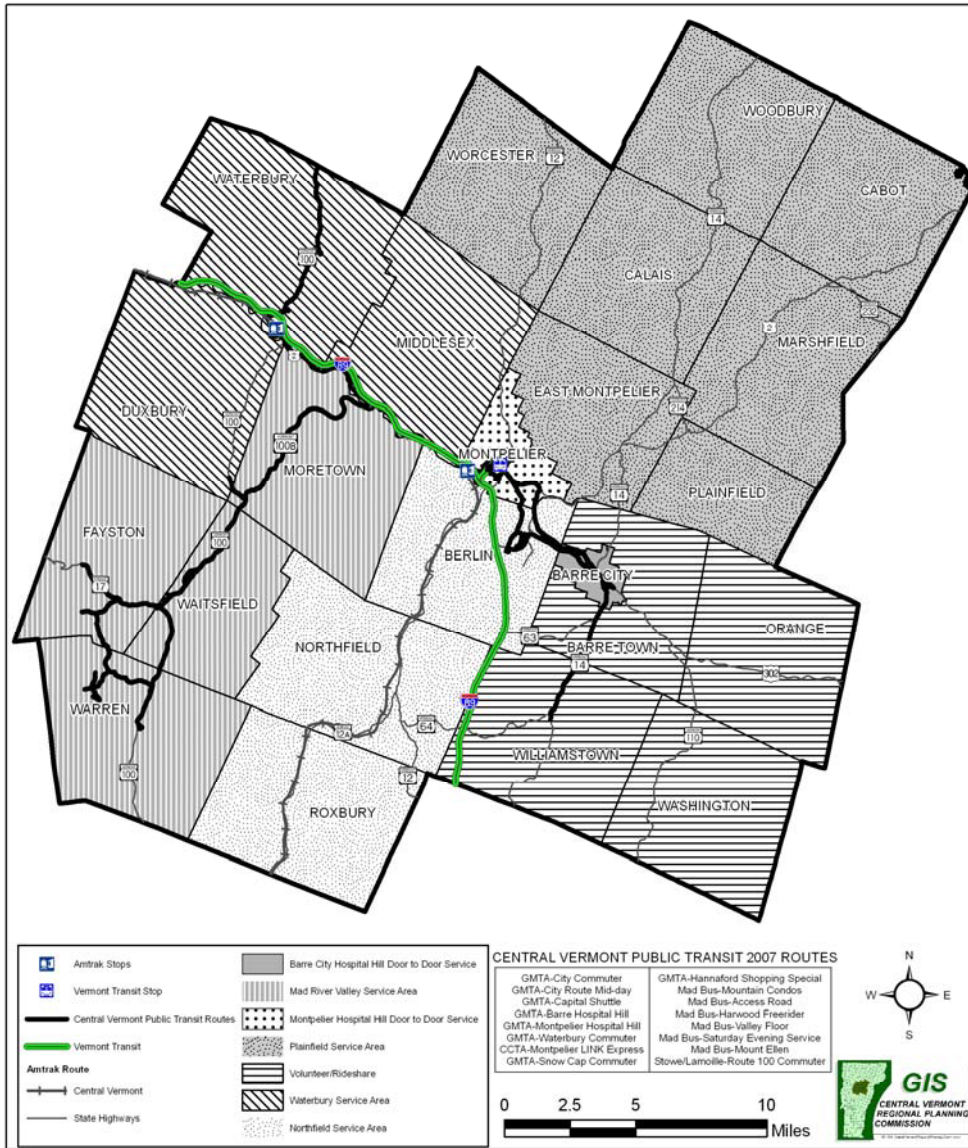 WOODBURY
WORCESTER
12
CABOT
WATERBURY
14
CALAIS
100
2
MARSHFIELD
MIDDLESEX
2
89
EAST MONTPELIER
DUXBURY
100
100B
MONTPELIER
MORETOWN
14
PLAINFIELD
FAYSTON
100
BERLIN
17
BARRE CITY
WAITSFIELD
NORTHFIELD
63
BARRE TOWN
ORANGE
14
302
WARREN
89
12A
64
110
WILLIAMSTOWN
100
12
WASHINGTON
ROXBURY
Amtrak Stops
Vermont Transit Stop
Central Vermont Public Transit Routes
Vermont Transit
Amtrak Route
Central Vermont
State Highways
Barre City Hospital Hill Door to Door Service
Mad River Valley Service Area
Montpelier Hospital Hill Door to Door Service
Plainfield Service Area
Volunteer/Rideshare
Waterbury Service Area
Northfield Service Area
CENTRAL VERMONT PUBLIC TRANSIT 2007 ROUTES
GMTA-City Commuter
GMTA-City Route Mid-day
GMTA-Capital Shuttle
GMTA-Barre Hospital Hill
GMTA-Montpelier Hospital Hill
GMTA-Waterbury Commuter
CCTA-Montpelier LINK Express
GMTA-Snow Cap Commuter
GMTA-Hannaford Shopping Special
Mad Bus-Mountain Condos
Mad Bus-Access Road
Mad Bus-Harwood Freerider
Mad Bus-Valley Floor
Mad Bus-Saturday Evening Service
Mad Bus-Mount Ellen
Stowe/Lamoille-Route 100 Commuter
0 2.5 5 10
Miles
N
W E
S
GIS
CENTRAL VERMONT
REGIONAL PLANNING
COMMISSION